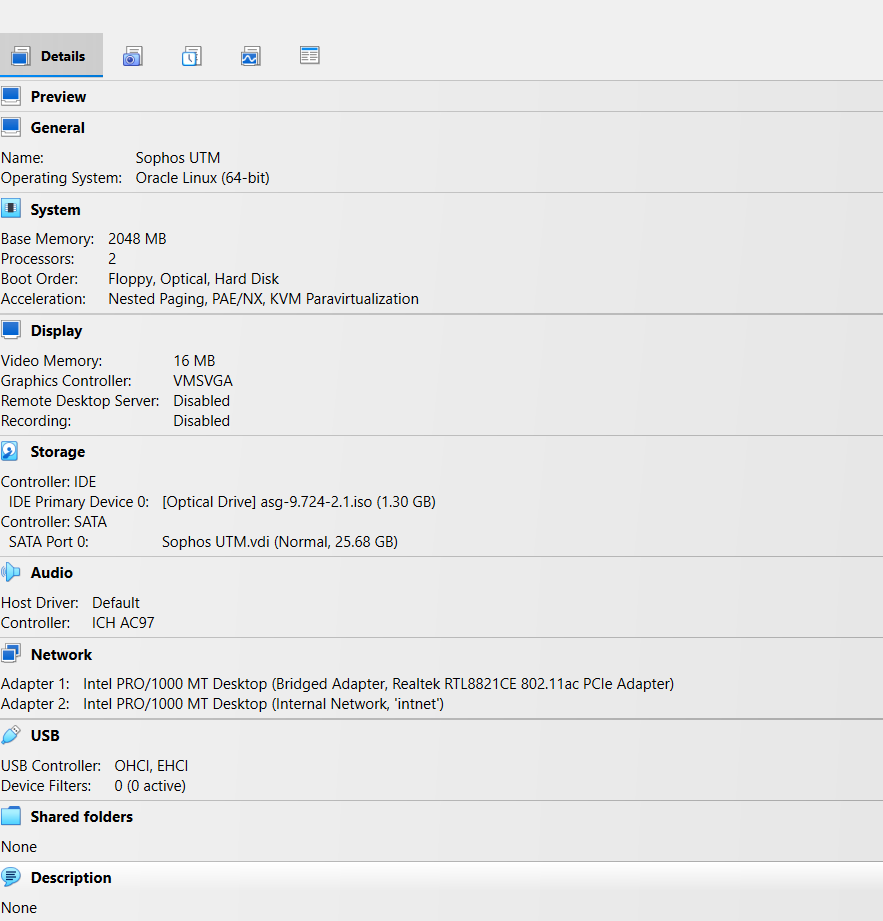 Details
Preview
General
Name: Sophos UTM
Operating System: Oracle Linux (64-bit)
System
Base Memory: 2048 MB
Processors: 2
Boot Order: Floppy, Optical, Hard Disk
Acceleration: Nested Paging, PAE/NX, KVM Paravirtualization
Display
Video Memory: 16 MB
Graphics Controller: VMSVGA
Remote Desktop Server: Disabled
Recording: Disabled
Storage
Controller: IDE
IDE Primary Device 0: [Optical Drive] asg-9.724-2.1.iso (1.30 GB)
Controller: SATA
SATA Port 0: Sophos UTM.vdi (Normal, 25.68 GB)
Audio
Host Driver: Default
Controller: ICH AC97
Network
Adapter 1: Intel PRO/1000 MT Desktop (Bridged Adapter, Realtek RTL8821CE 802.11ac PCIe Adapter)
Adapter 2: Intel PRO/1000 MT Desktop (Internal Network, 'intnet')
USB
USB Controller: OHCI, EHCI
Device Filters: 0 (0 active)
Shared folders
None
Description
None